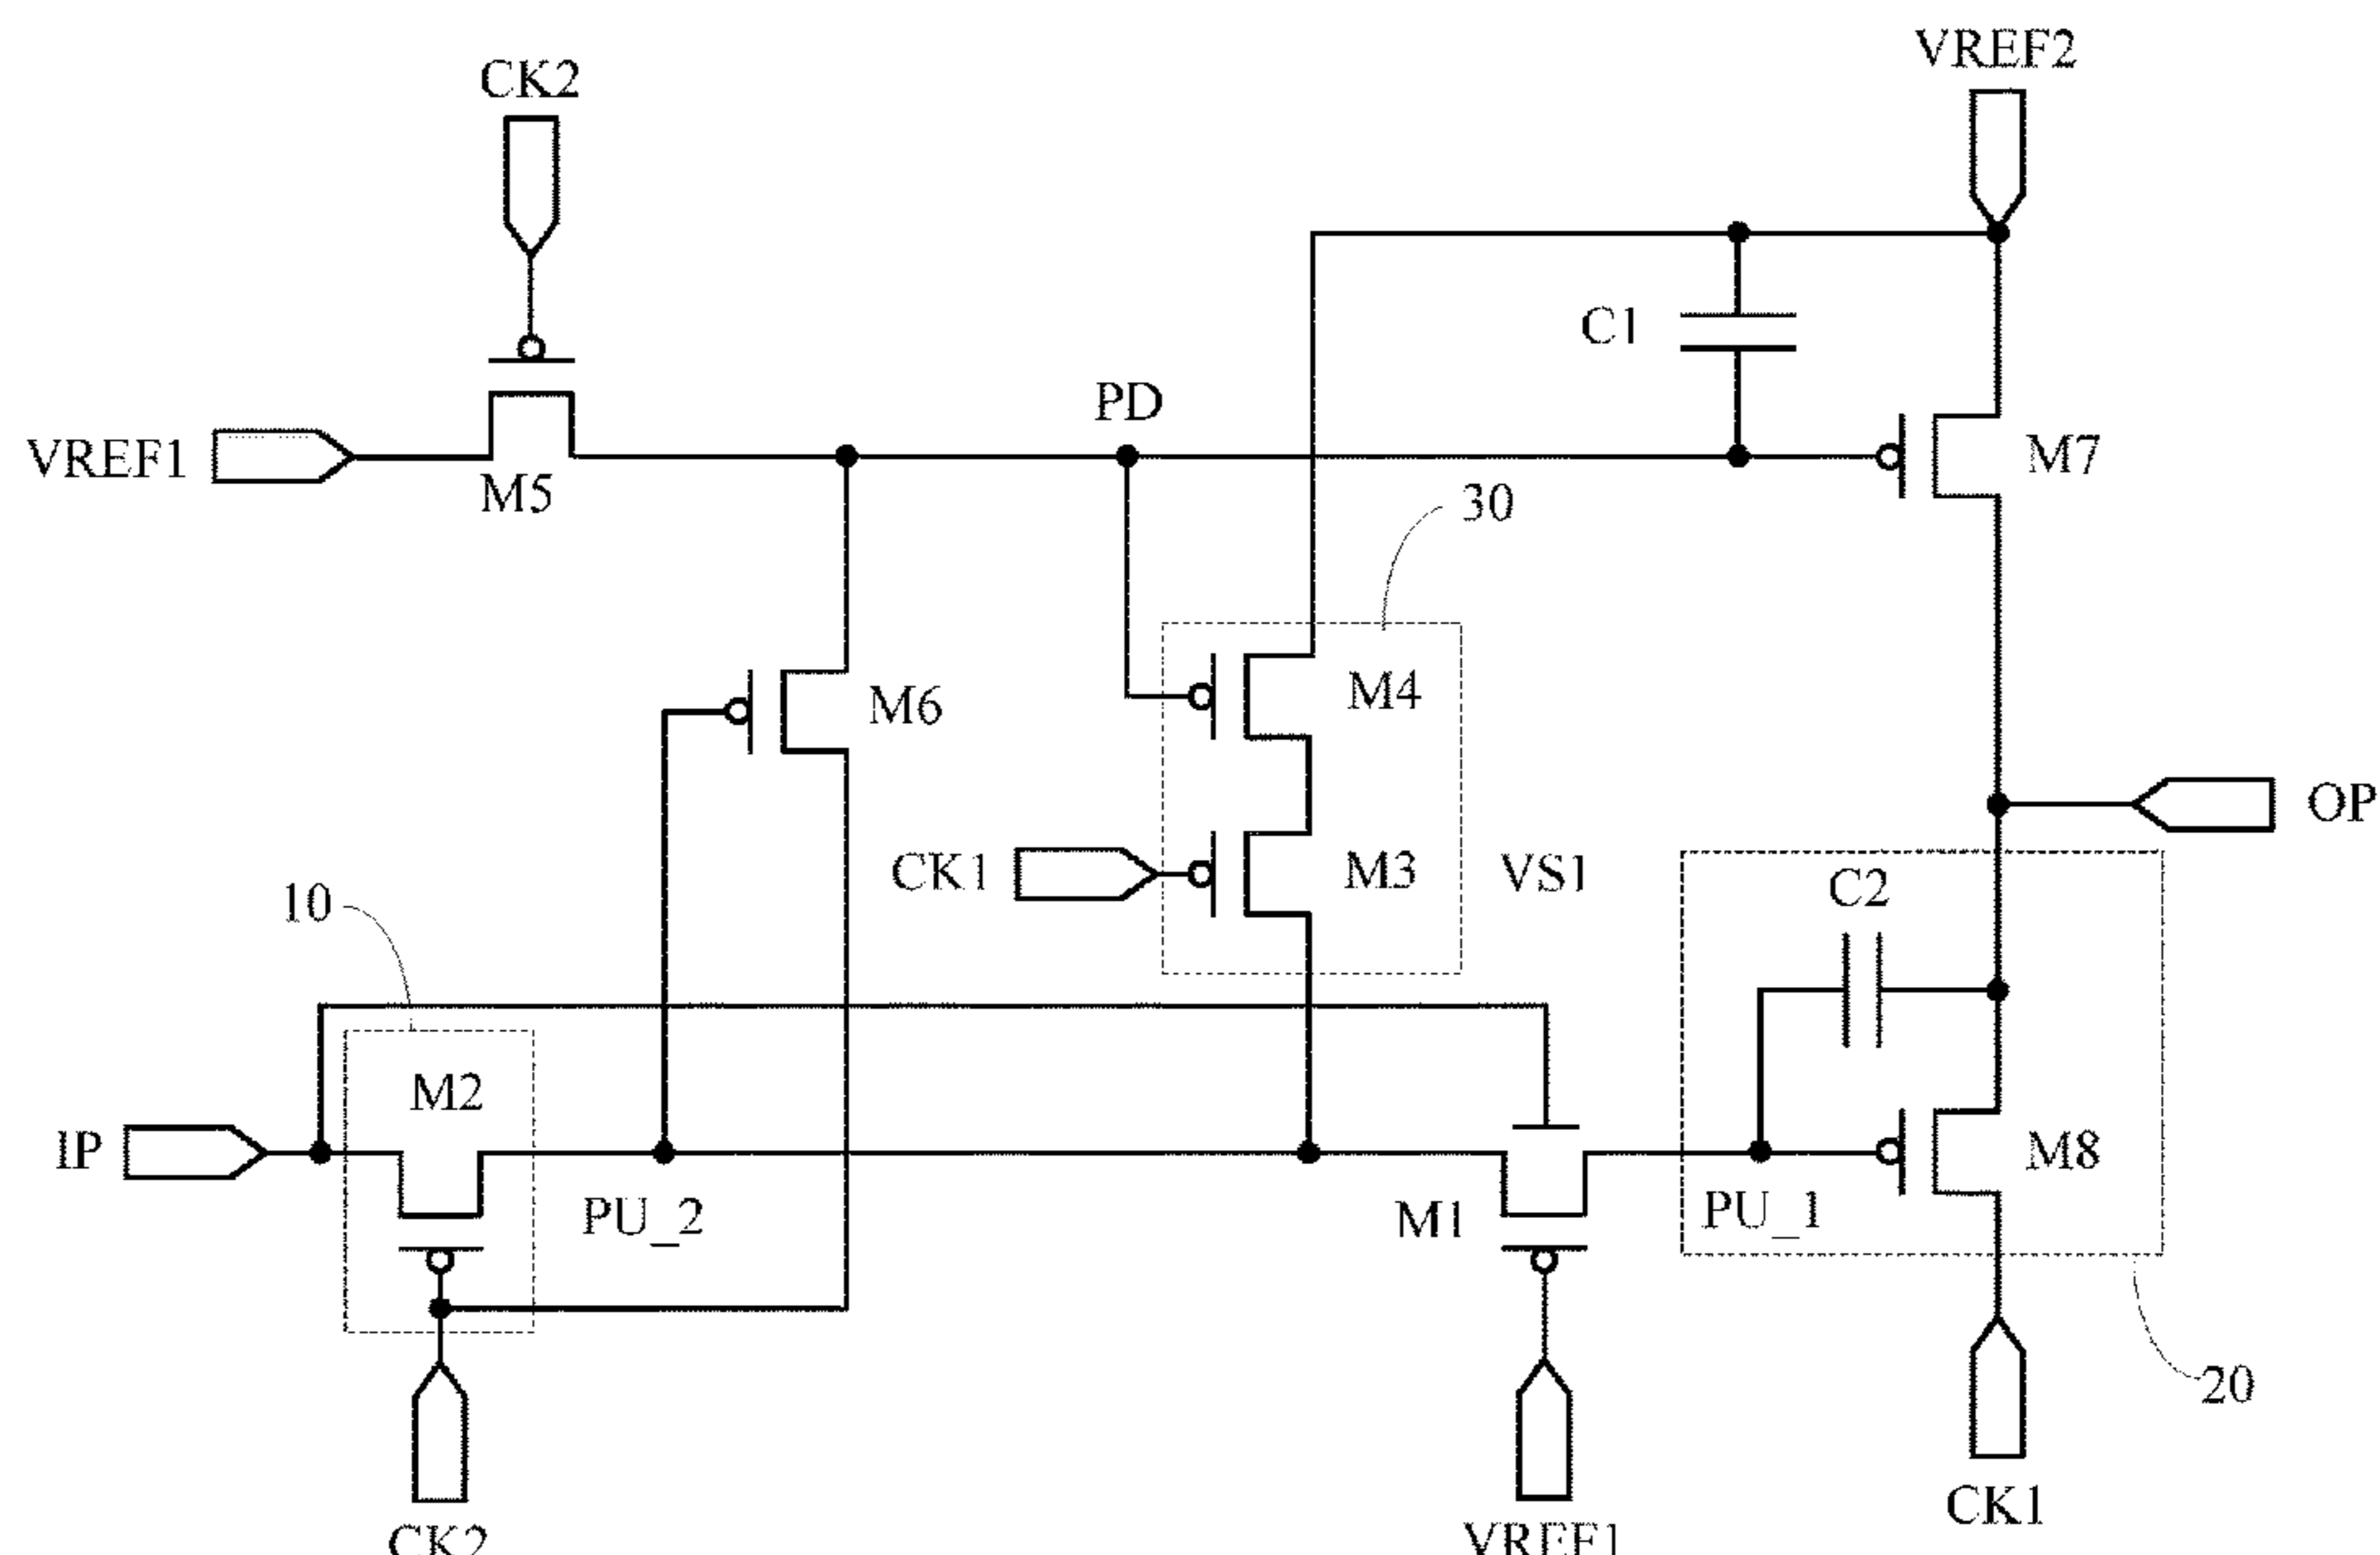 VREF2
CK2
C1
PD
VREF1
M5
M7
30
M4
M6
OP
CK1
M3
VS1
C2
10
M2
IP
M8
PU_2
M1
PU_1
20
CK1
CK2
VREF1